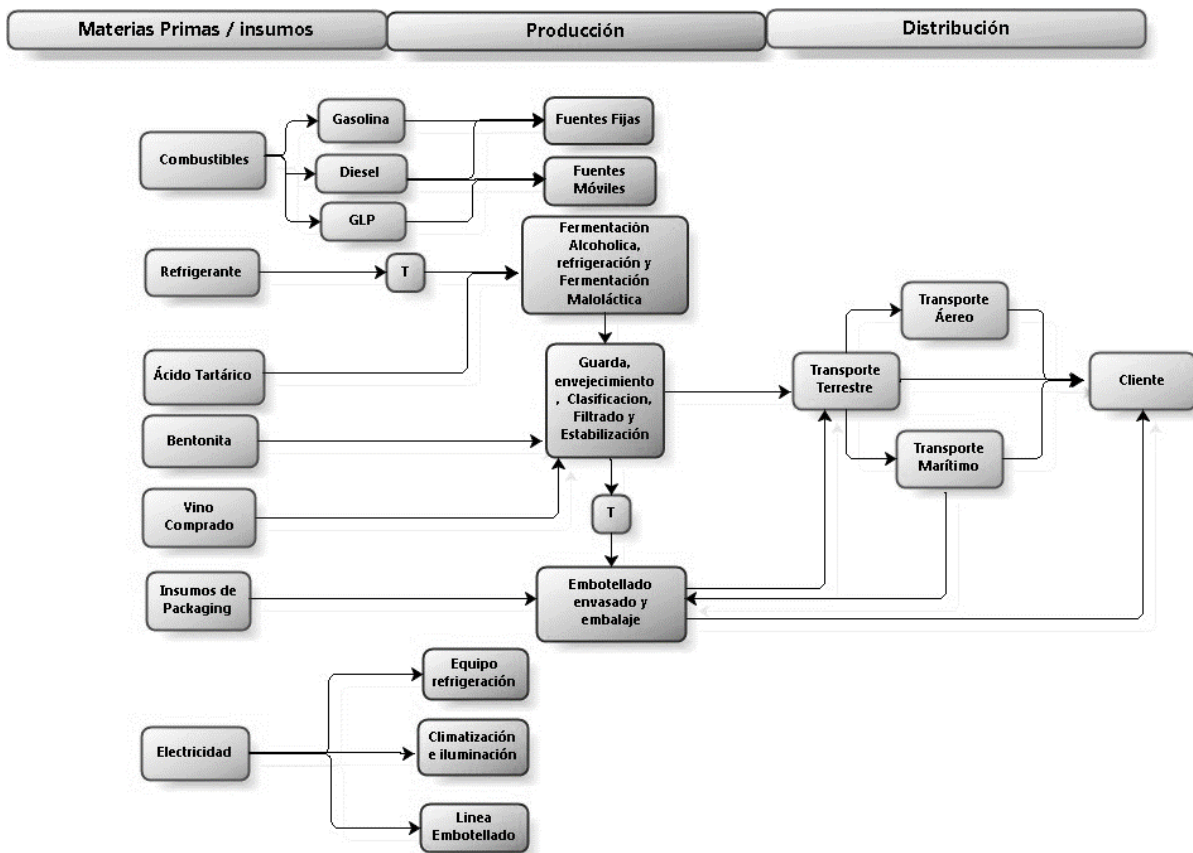 Materias Primas / insumos
Producción
Distribución
Combustibles
Gasolina
Diesel
GLP
Fuentes Fijas
Fuentes
Móviles
Refrigerante
T
Fermentación
Alcoholica,
refrigeración y
Fermentación
Maloláctica
Ácido Tartárico
Guarda,
envejecimiento
, Clasificacion,
Filtrado y
Estabilización
Bentonita
Vino
Comprado
T
Insumos de
Packaging
Embotellado
envasado y
embalaje
Transporte
Terrestre
Transporte
Áereo
Transporte
Marítimo
Cliente
Electricidad
Equipo
refrigeración
Climatización
e iluminación
Linea
Embotellado